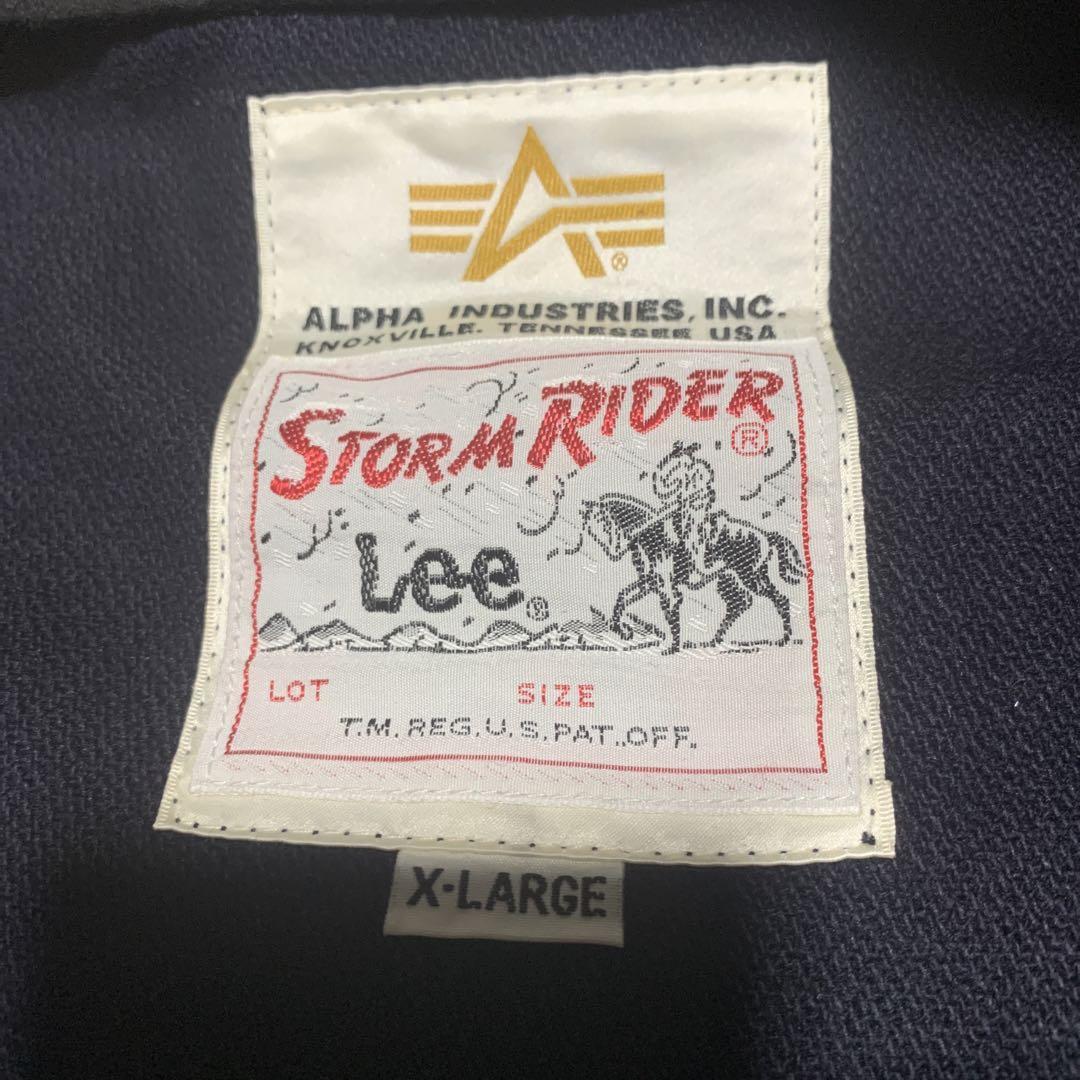 ®
ALPHA INDUSTRIES, INC.
KNOXVILLE. TENNESSEE USA
STORM RIDER ®
Lee ®
LOT SIZE
T.M. REG.U.S.PAT.OFF.
X-LARGE